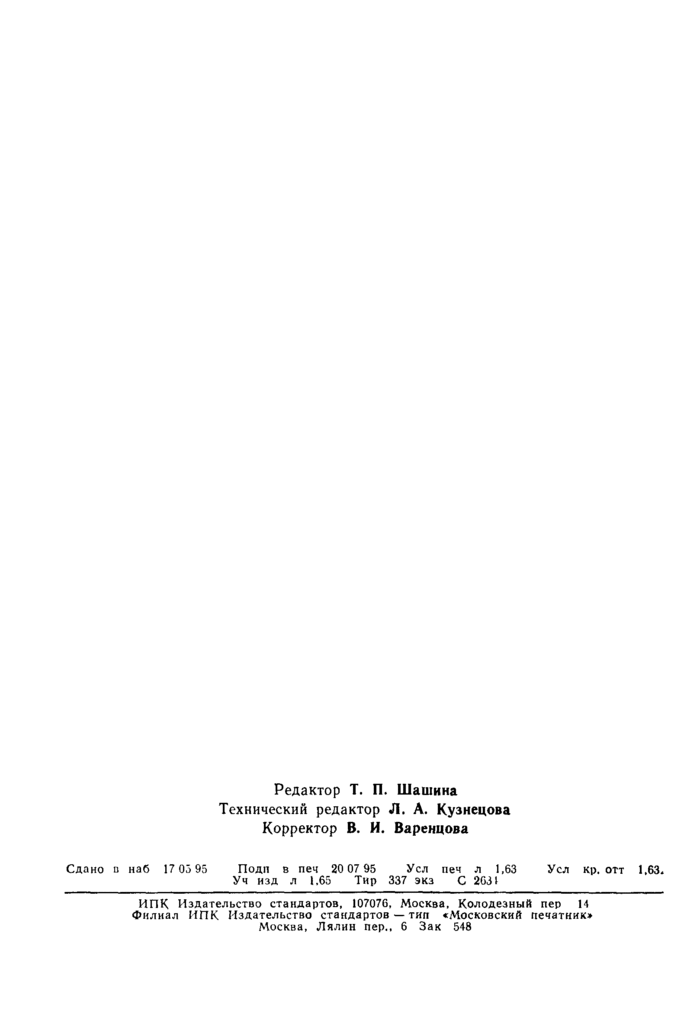 Редактор Т. П. Шашина
Технический редактор Л. А. Кузнецова
Корректор В. И. Варенцова
Сдано в наб 17 05 95 Подп в печ 20 07 95 Усл печ л 1,63 Усл кр. отт 1,63.
Уч изд л 1.65 Тир 337 экз С 2631
ИПК Издательство стандартов, 107076, Москва, Колодезный пер 14
Филиал ИПК Издательство стандартов — тип «Московский печатник»
Москва, Лялин пер., 6 Зак 548